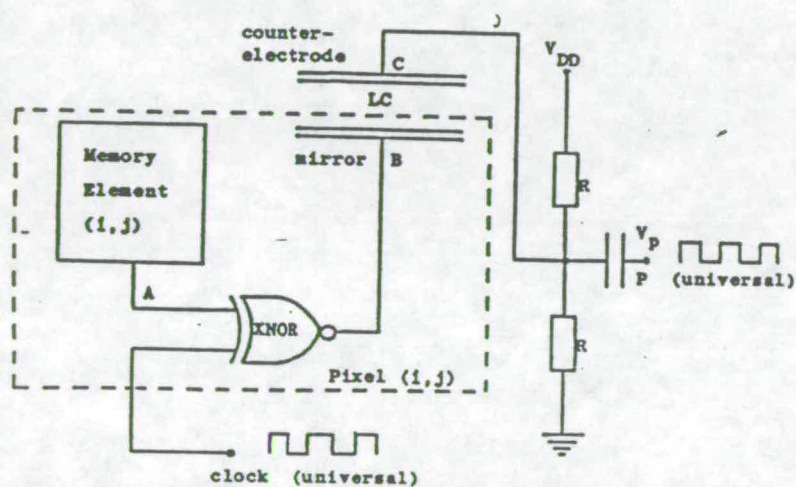 counter-
electrode
C
V
DD
LC
Memory
Element
(i,j)
mirror
B
R
V
p
P
(universal)
A
XNOR
R
Pixel (i,j)
clock (universal)